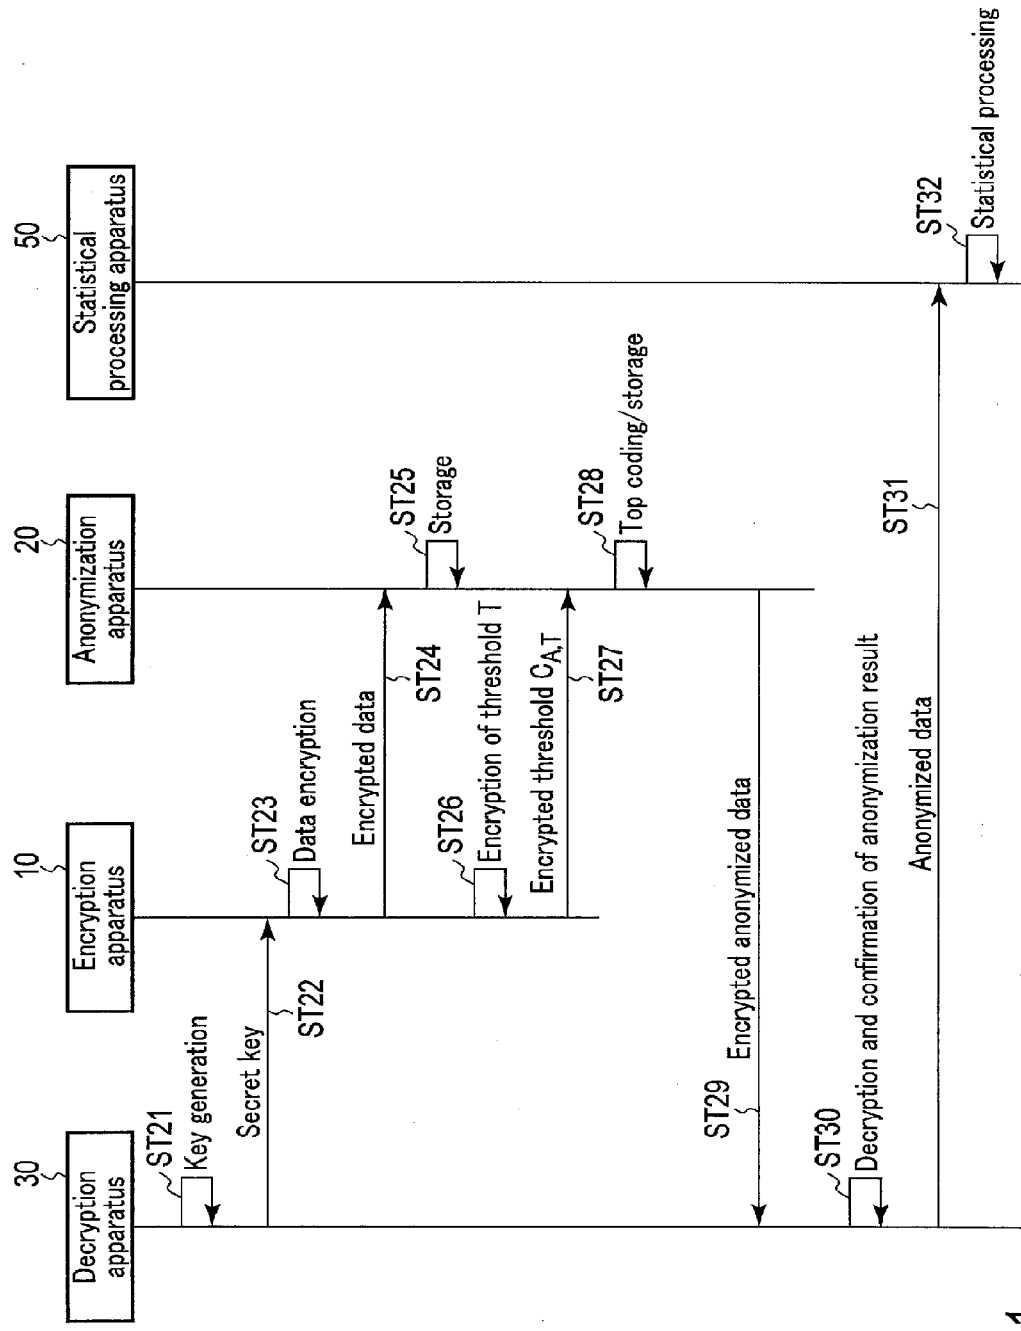 30
Decryption
apparatus
10
Encryption
apparatus
20
Anonymization
apparatus
50
Statistical
processing apparatus
ST21
Key generation
Secret key
ST22
ST23
Data encryption
Encrypted data
ST24
ST25
Storage
ST26
Encryption of threshold T
Encrypted threshold CA,T
ST27
ST28
Top coding/storage
Encrypted anonymized data
ST29
ST30
Decryption and confirmation of anonymization result
ST31
Anonymized data
ST32
Statistical processing